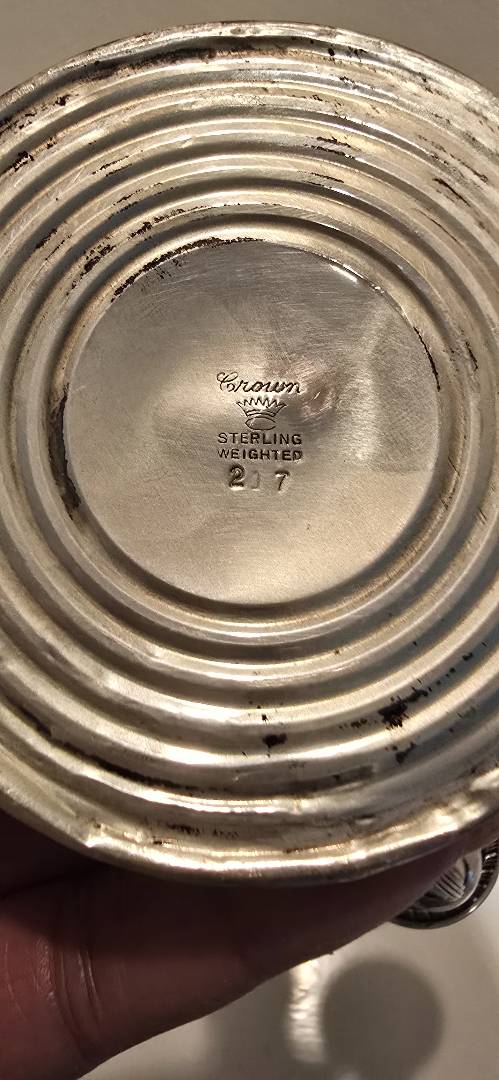 Crown
STERLING
WEIGHTED
217